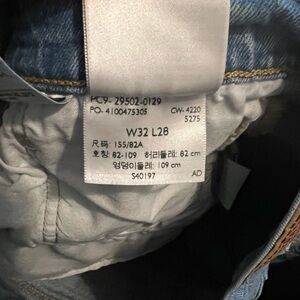 PC9- 29502-0129
PO- 4100475305 CW- 4220
5275
W32 L28
尺码: 155/82A
호칭: 82-109 허리둘레: 82 cm
엉덩이둘레: 109 cm
S40197 AD